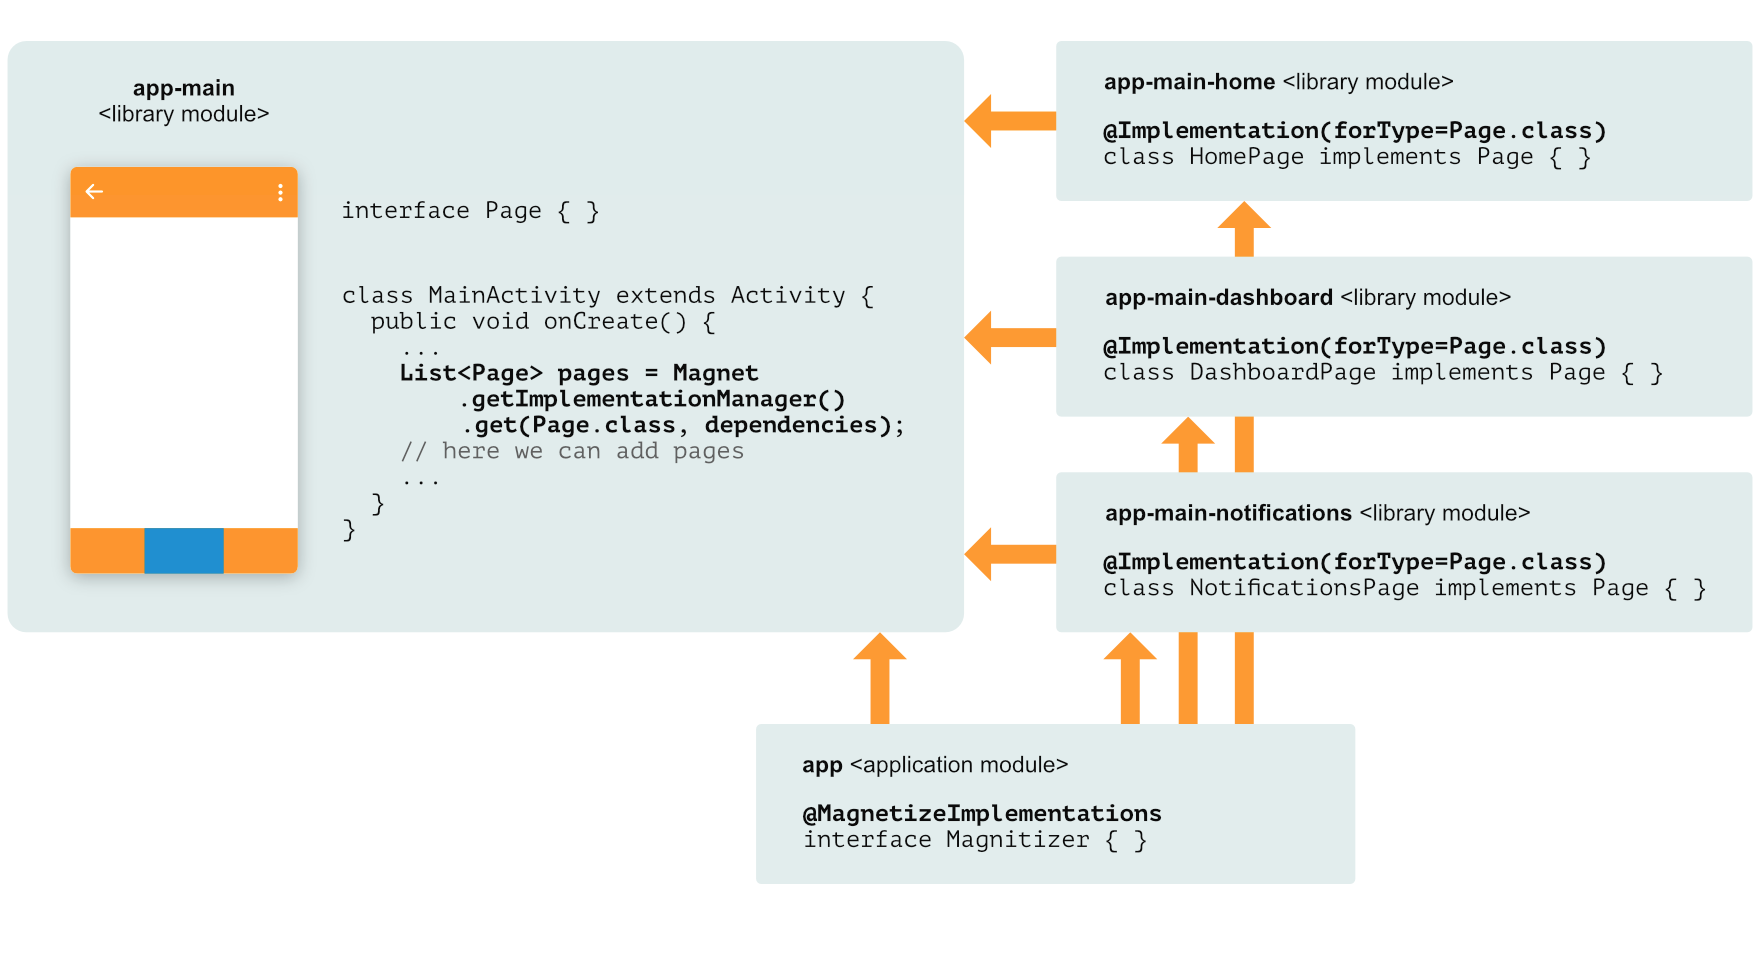 app-main
<library module>
interface Page { }
class MainActivity extends Activity {
public void onCreate() {
...
List<Page> pages = Magnet
.getImplementationManager()
.get(Page.class, dependencies);
// here we can add pages
...
}
}
app-main-home <library module>
@Implementation(forType=Page.class)
class HomePage implements Page { }
app-main-dashboard <library module>
@Implementation(forType=Page.class)
class DashboardPage implements Page { }
app-main-notifications <library module>
@Implementation(forType=Page.class)
class NotificationsPage implements Page { }
app <application module>
@MagnetizeImplementations
interface Magnitizer { }